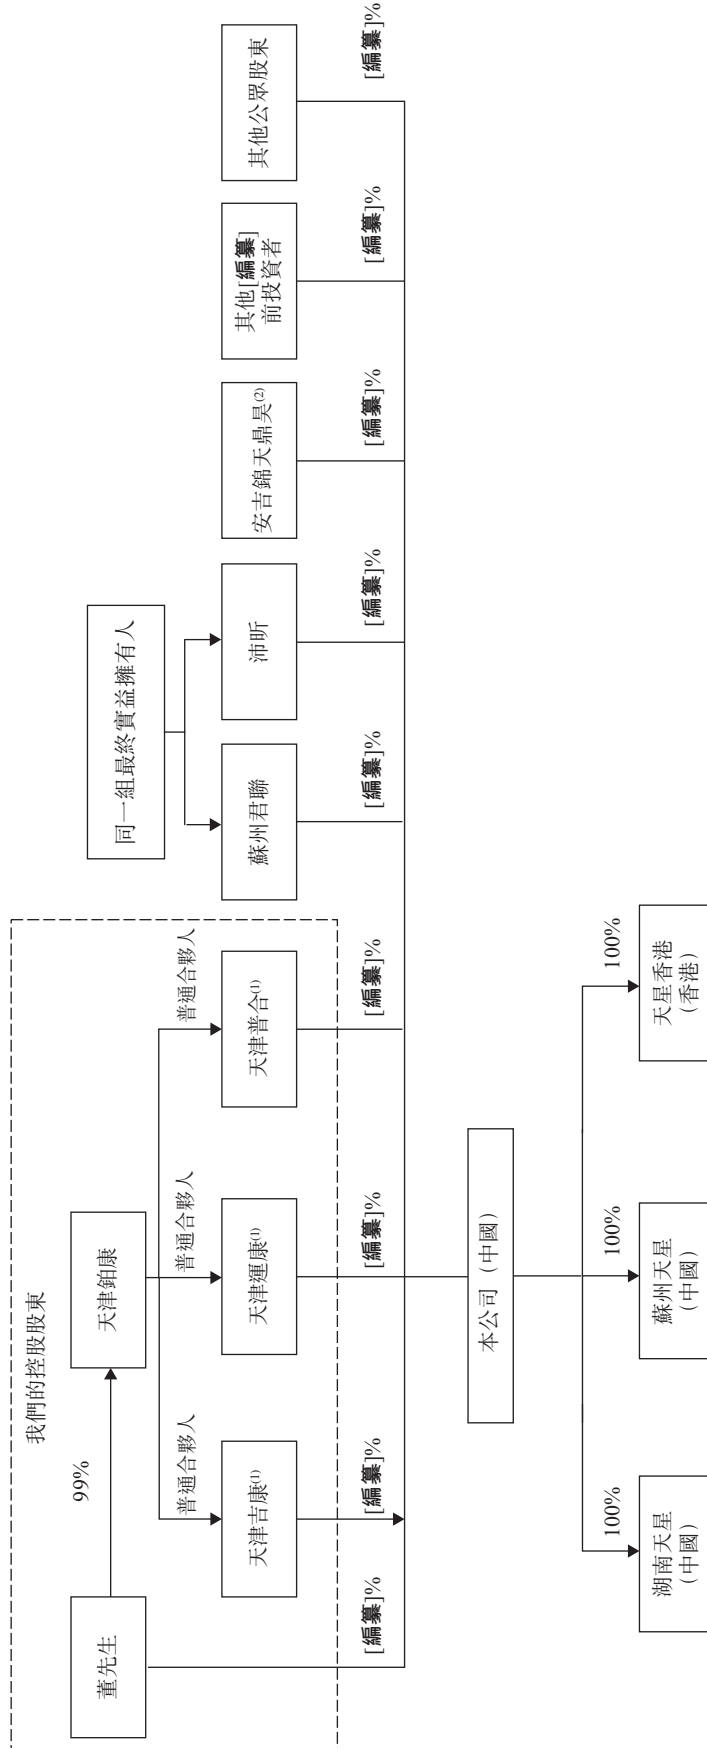 我們的控股股東
董先生
99%
天津鉑康
普通合夥人
普通合夥人
普通合夥人
同一組最終實益擁有人
天津吉康(1)
天津運康(1)
天津普合(1)
蘇州君聯
沛昕
安吉錦天鼎昊(2)
其他[編纂]
前投資者
其他公眾股東
[編纂]%
[編纂]%
[編纂]%
[編纂]%
[編纂]%
[編纂]%
[編纂]%
[編纂]%
[編纂]%
本公司（中國）
100%
100%
100%
湖南天星
（中國）
蘇州天星
（中國）
天星香港
（香港）